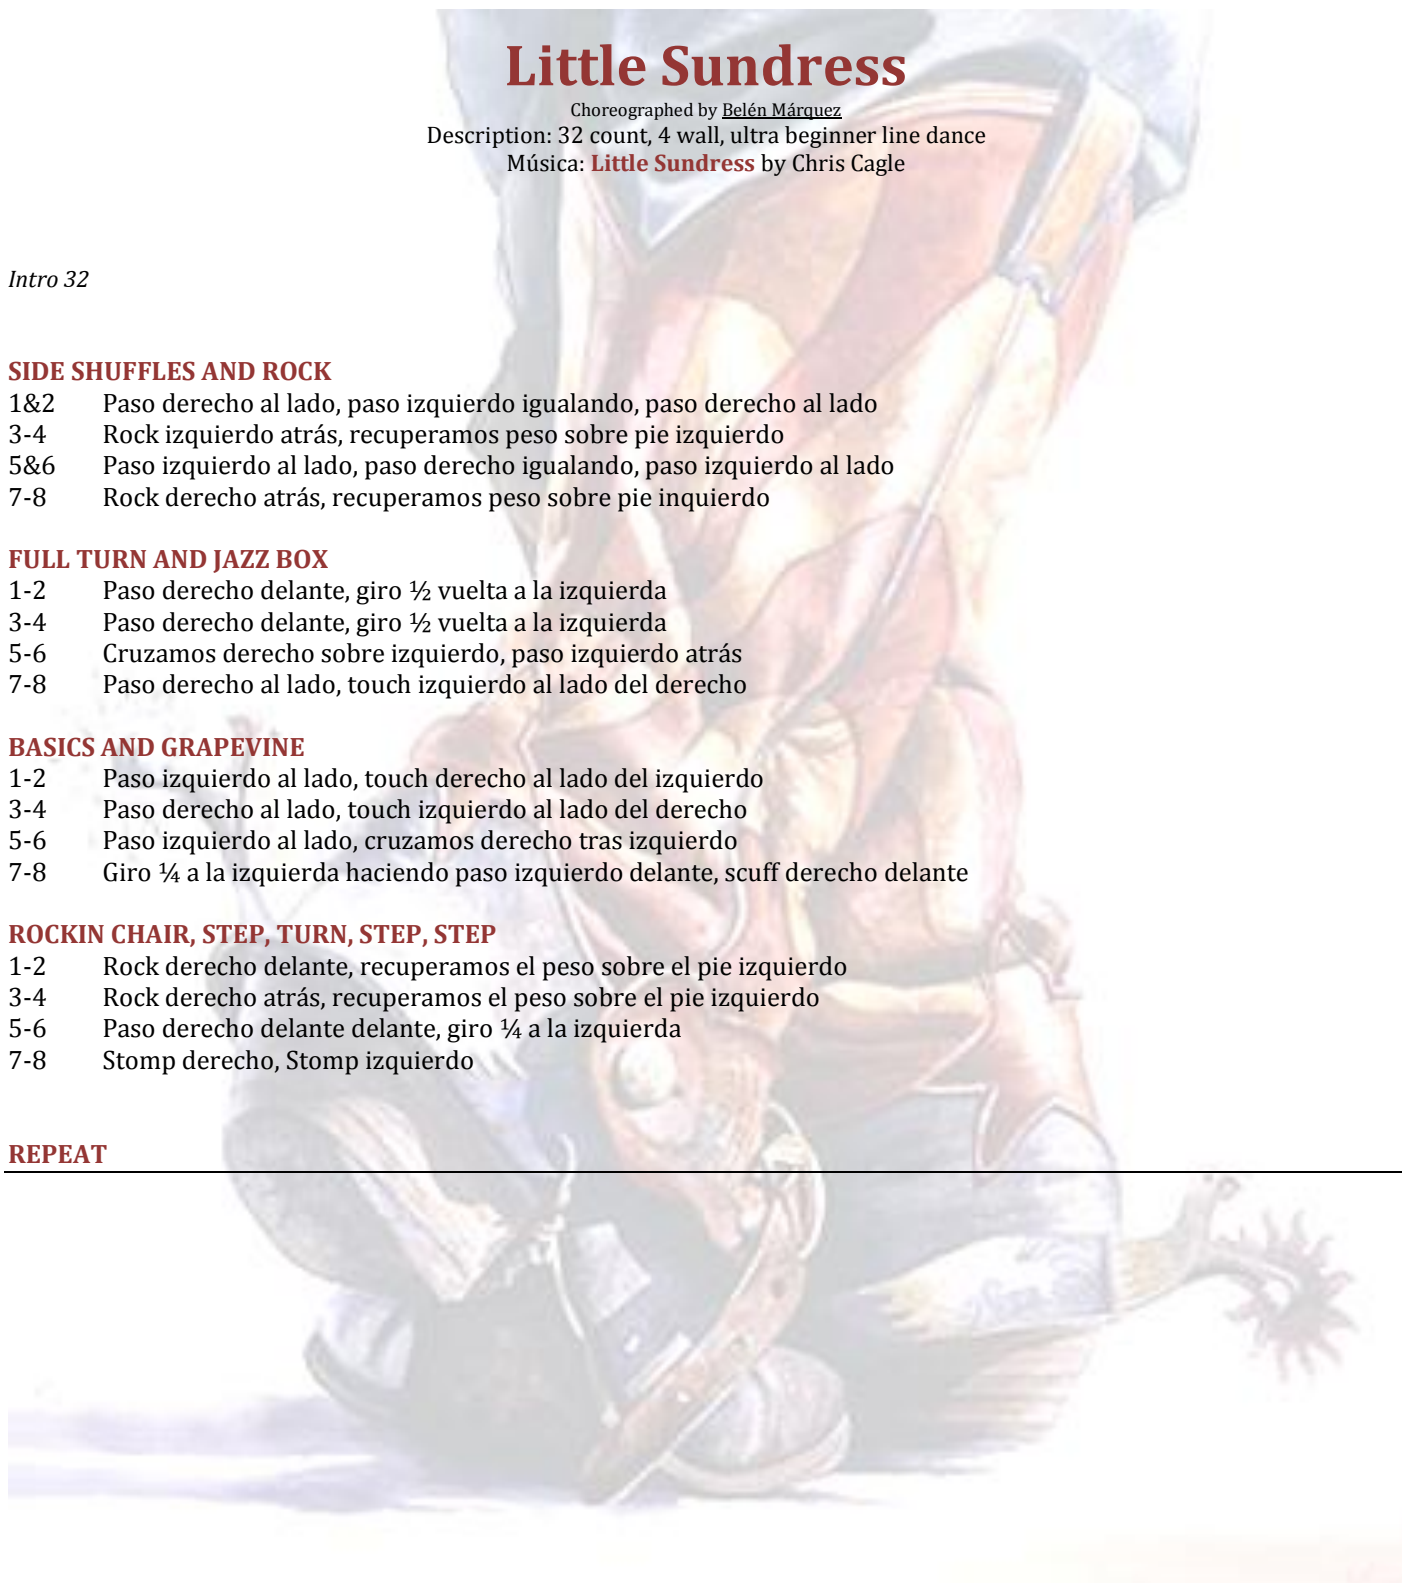 Little Sundress
Choreographed by Belén Márquez
Description: 32 count, 4 wall, ultra beginner line dance
Música: Little Sundress by Chris Cagle
Intro 32
SIDE SHUFFLES AND ROCK
1&2 Paso derecho al lado, paso izquierdo igualando, paso derecho al lado
3-4 Rock izquierdo atrás, recuperamos peso sobre pie izquierdo
5&6 Paso izquierdo al lado, paso derecho igualando, paso izquierdo al lado
7-8 Rock derecho atrás, recuperamos peso sobre pie inquierdo
FULL TURN AND JAZZ BOX
1-2 Paso derecho delante, giro ½ vuelta a la izquierda
3-4 Paso derecho delante, giro ½ vuelta a la izquierda
5-6 Cruzamos derecho sobre izquierdo, paso izquierdo atrás
7-8 Paso derecho al lado, touch izquierdo al lado del derecho
BASICS AND GRAPEVINE
1-2 Paso izquierdo al lado, touch derecho al lado del izquierdo
3-4 Paso derecho al lado, touch izquierdo al lado del derecho
5-6 Paso izquierdo al lado, cruzamos derecho tras izquierdo
7-8 Giro ¼ a la izquierda haciendo paso izquierdo delante, scuff derecho delante
ROCKIN CHAIR, STEP, TURN, STEP, STEP
1-2 Rock derecho delante, recuperamos el peso sobre el pie izquierdo
3-4 Rock derecho atrás, recuperamos el peso sobre el pie izquierdo
5-6 Paso derecho delante delante, giro ¼ a la izquierda
7-8 Stomp derecho, Stomp izquierdo
REPEAT